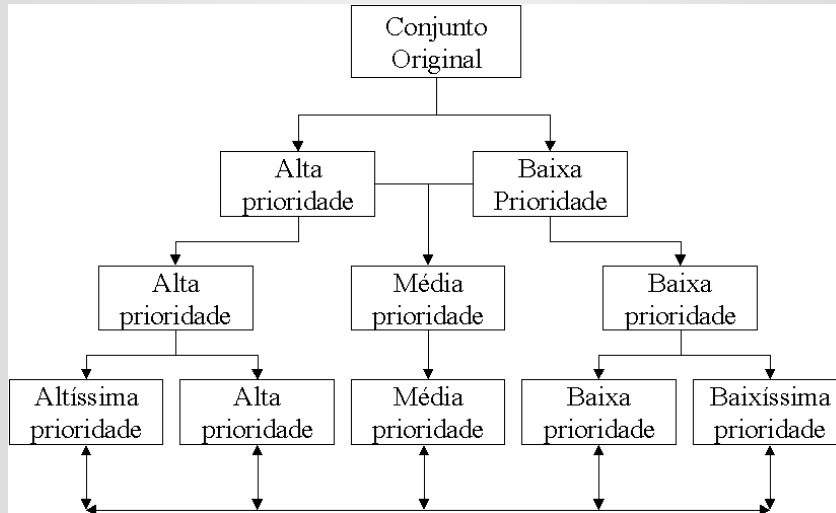 Conjunto
Original
Alta
prioridade
Baixa
Prioridade
Alta
prioridade
Média
prioridade
Baixa
prioridade
Altíssima
prioridade
Alta
prioridade
Média
prioridade
Baixa
prioridade
Baixíssima
prioridade